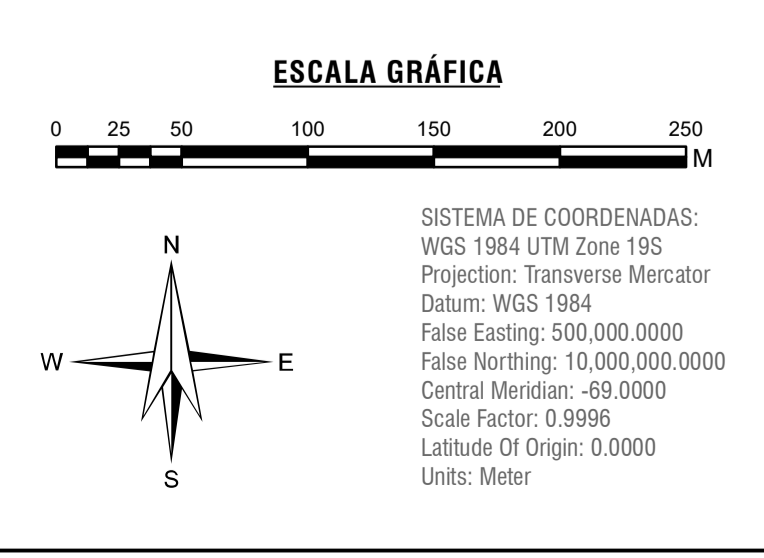 ESCALA GRÁFICA
0 25 50 100 150 200 250
M
SISTEMA DE COORDENADAS:
WGS 1984 UTM Zone 19S
Projection: Transverse Mercator
Datum: WGS 1984
False Easting: 500,000.0000
False Northing: 10,000,000.0000
Central Meridian: -69.0000
Scale Factor: 0.9996
Latitude Of Origin: 0.0000
Units: Meter
N
W E
S